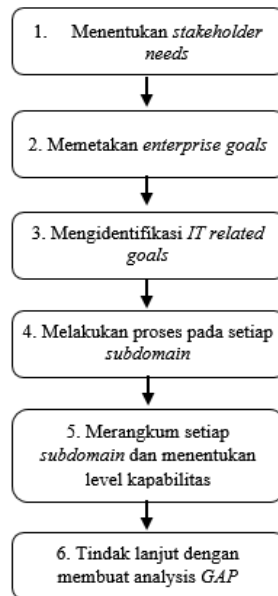 1. Menentukan stakeholder
needs
2. Memetakan enterprise goals
3. Mengidentifikasi IT related
goals
4. Melakukan proses pada setiap
subdomain
5. Merangkum setiap
subdomain dan menentukan
level kapabilitas
6. Tindak lanjut dengan
membuat analysis GAP